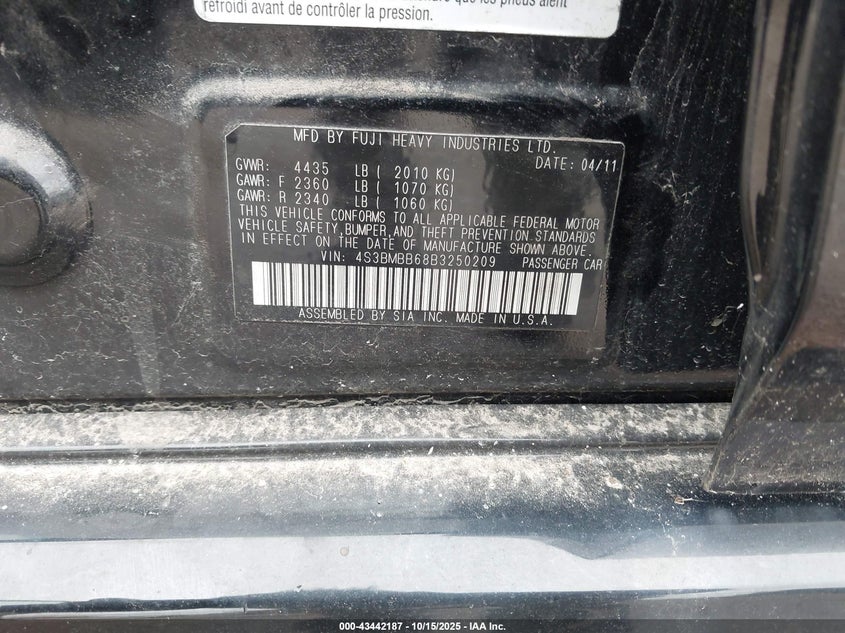 refroidi avant de contrôler la pression.
MFD BY FUJI HEAVY INDUSTRIES LTD.
DATE: 04/11
GVWR: 4435 LB ( 2010 KG)
GAWR: F 2360 LB ( 1070 KG)
GAWR: R 2340 LB ( 1060 KG)
THIS VEHICLE CONFORMS TO ALL APPLICABLE FEDERAL MOTOR
VEHICLE SAFETY, BUMPER, AND THEFT PREVENTION STANDARDS
IN EFFECT ON THE DATE OF MANUFACTURE SHOWN ABOVE.
VIN: 4S3BMBB68B3250209 PASSENGER CAR
ASSEMBLED BY SIA INC. MADE IN U.S.A.
000-43442187 - 10/15/2025 - IAA Inc.